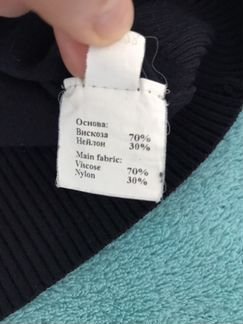 Основа:
Вискоза 70%
Нейлон 30%
Main fabric:
Viscose 70%
Nylon 30%